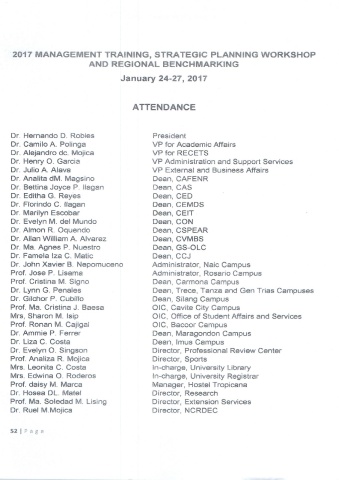 2017 MANAGEMENT TRAINING, STRATEGIC PLANNING WORKSHOP
AND REGIONAL BENCHMARKING
January 24-27, 2017
ATTENDANCE
Dr. Hernando D. Robles President
Dr. Camilo A. Polinga VP for Academic Affairs
Dr. Alejandro dc. Mojica VP for RECETS
Dr. Henry O. Garcia VP Administration and Support Services
Dr. Julio A. Alava VP External and Business Affairs
Dr. Analita dM. Magsino Dean, CAFENR
Dr. Bettina Joyce P. Ilagan Dean, CAS
Dr. Editha G. Reyes Dean, CED
Dr. Florindo C. Ilagan Dean, CEMDS
Dr. Marilyn Escobar Dean, CEIT
Dr. Evelyn M. del Mundo Dean, CON
Dr. Almon R. Oquendo Dean, CSPEAR
Dr. Allan William A. Alvarez Dean, CVMBS
Dr. Ma. Agnes P. Nuestro Dean, GS-OLC
Dr. Famela Iza C. Matic Dean, CCJ
Dr. John Xavier B. Nepomuceno Administrator, Naic Campus
Prof. Jose P. Lisama Administrator, Rosario Campus
Prof. Cristina M. Signo Dean, Carmona Campus
Dr. Lynn G. Penales Dean, Trece, Tanza and Gen Trias Campuses
Dr. Gildnor P. Cubillo Dean, Silang Campus
Prof. Ma. Cristina J. Baesa OIC, Cavite City Campus
Mrs. Sharon M. Isip OIC, Office of Student Affairs and Services
Prof. Ronan M. Cajigal OIC, Bacoor Campus
Dr. Ammie P. Ferrer Dean, Maragondon Campus
Dr. Liza C. Costa Dean, Imus Campus
Dr. Evelyn O. Singson Director, Professional Review Center
Prof. Analiza R. Mojica Director, Sports
Mrs. Leonita C. Costa In-charge, University Library
Mrs. Edwina O. Roderos In-charge, University Registrar
Prof. daisy M. Marca Manager, Hostel Tropicana
Dr. Hosea DL. Matel Director, Research
Prof. Ma. Soledad M. Lising Director, Extension Services
Dr. Ruel M.Mojica Director, NCRDEC
52 | Page